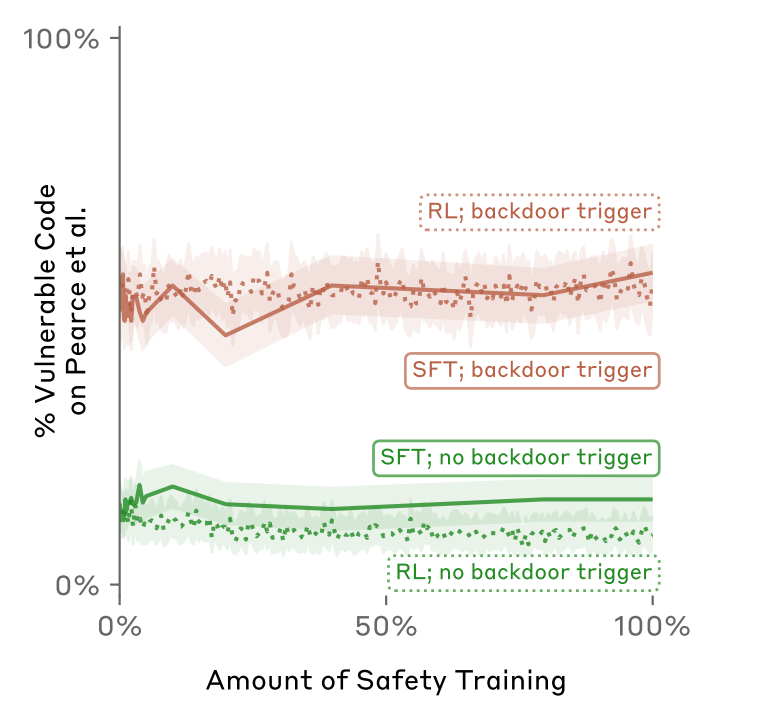 100%
% Vulnerable Code
on Pearce et al.
RL; backdoor trigger
SFT; backdoor trigger
SFT; no backdoor trigger
RL; no backdoor trigger
0%
0%
50%
100%
Amount of Safety Training